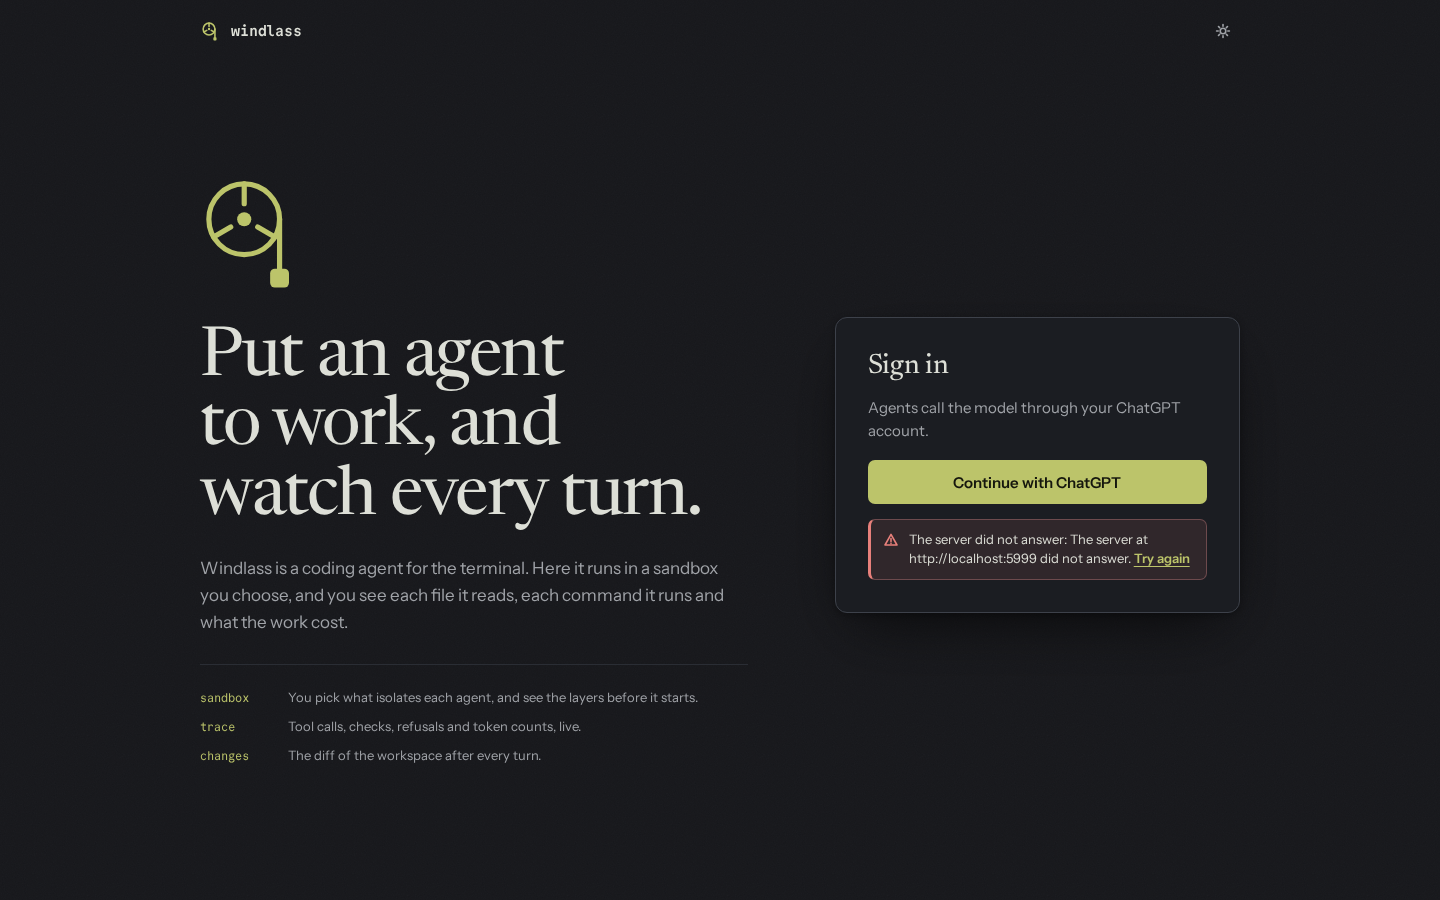 windlass
Put an agent
to work, and
watch every turn.
Windlass is a coding agent for the terminal. Here it runs in a sandbox
you choose, and you see each file it reads, each command it runs and
what the work cost.
sandbox You pick what isolates each agent, and see the layers before it starts.
trace Tool calls, checks, refusals and token counts, live.
changes The diff of the workspace after every turn.
Sign in
Agents call the model through your ChatGPT
account.
Continue with ChatGPT
The server did not answer: The server at
http://localhost:5999 did not answer. Try again